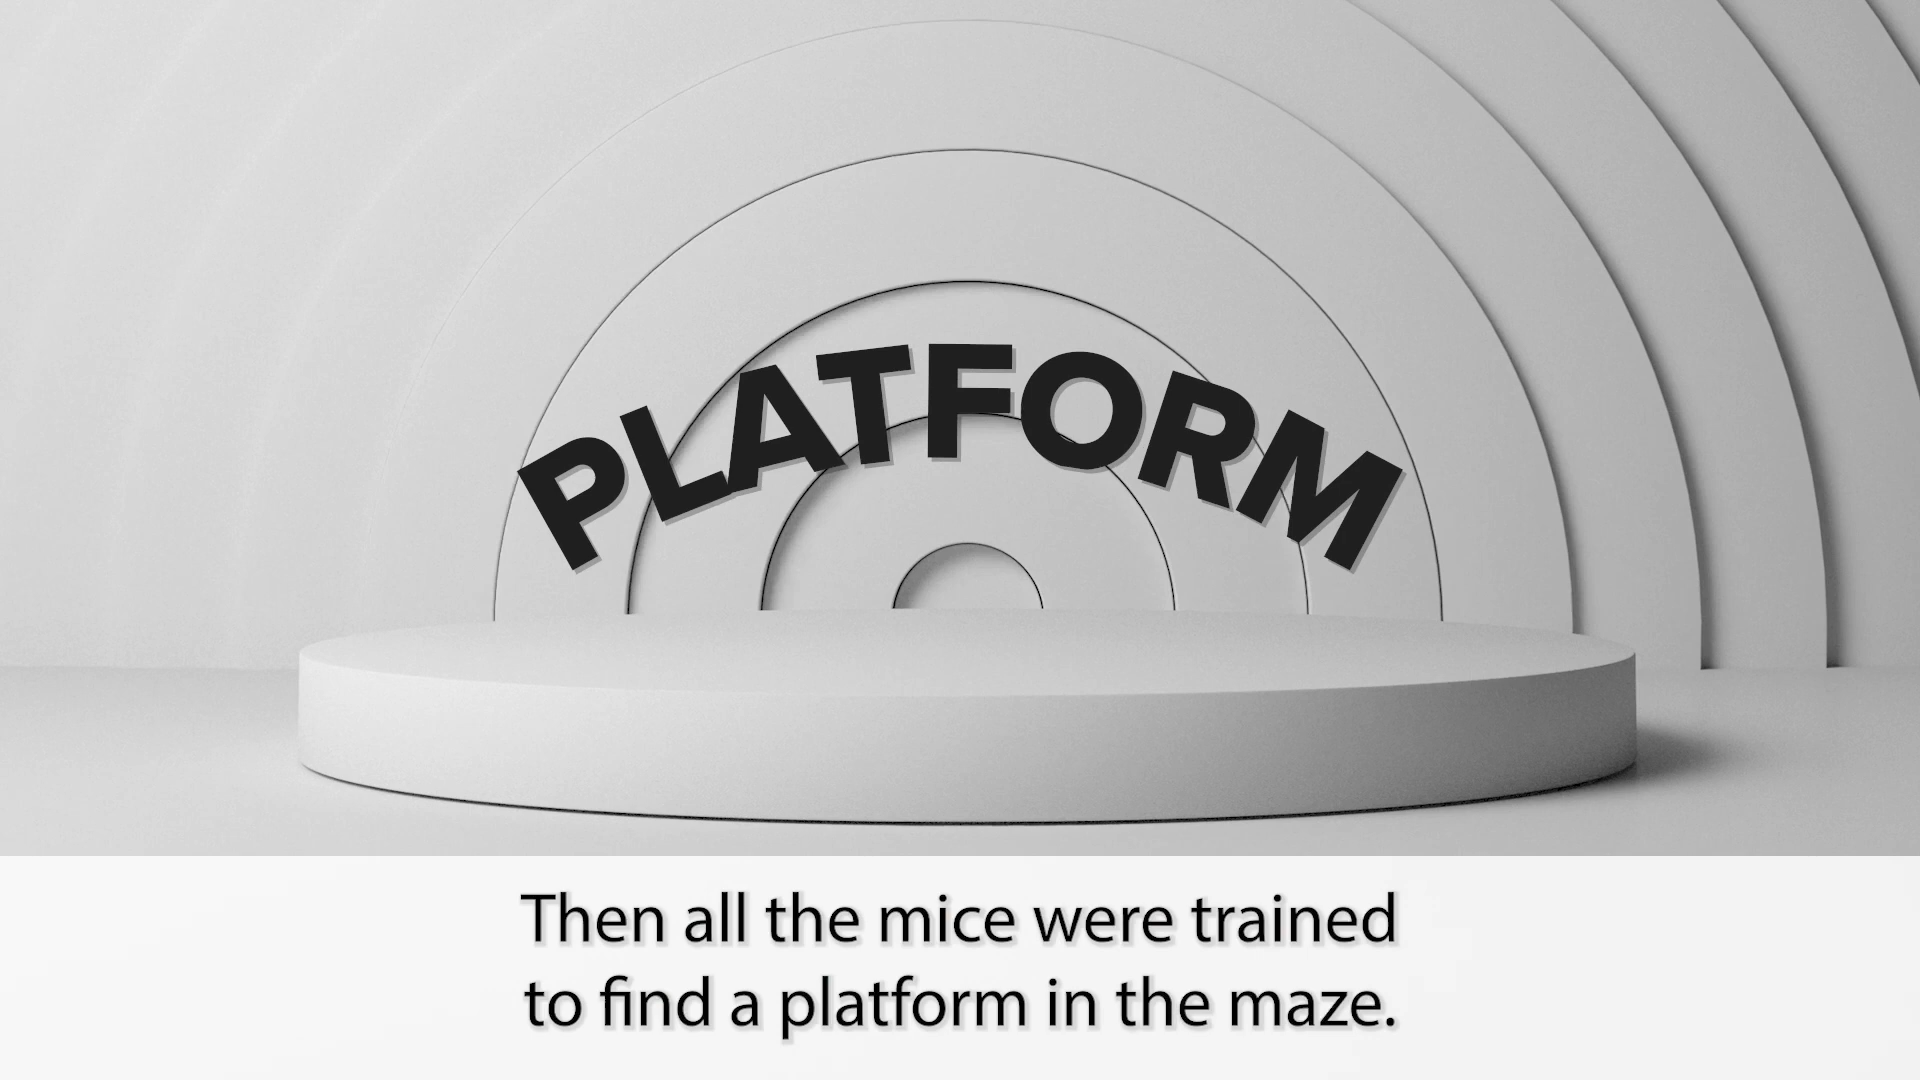 PLATFORM
Then all the mice were trained
to find a platform in the maze.